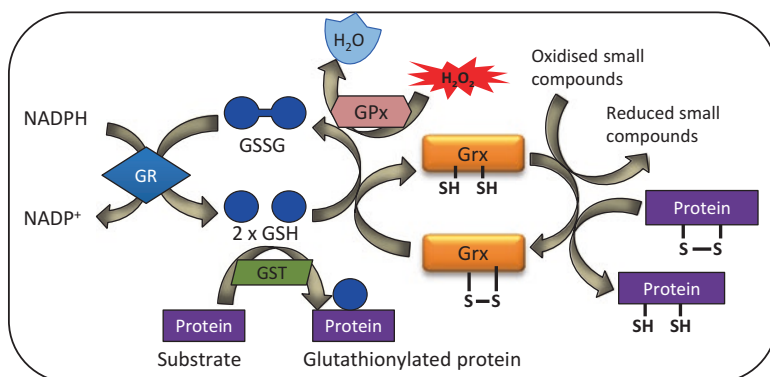 H₂O
H₂O₂
Oxidised small
compounds
GPx
Reduced small
compounds
NADPH
GSSG
GR
Grx
SH SH
NADP⁺
2 x GSH
Protein
S S
GST
Grx
S S
Protein
SH SH
Protein
Protein
Substrate
Glutathionylated protein